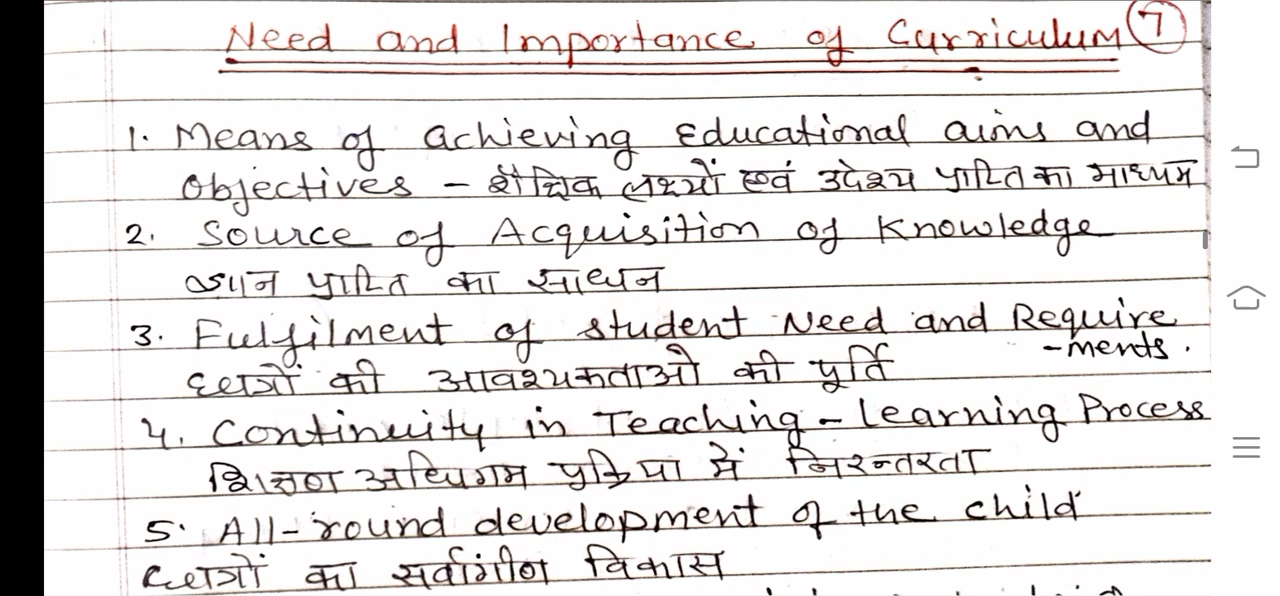 Need and Importance of Curriculum 7
1. Means of achieving Educational aims and
objectives - शैक्षिक लक्ष्यों एवं उदेश्य प्राप्ति का माध्यम
2. Source of Acquisition of Knowledge
ज्ञान प्राप्ति का साधन
3. Fulfilment of student Need and Require
-ments.
छात्रों की आवश्यकताओं की पूर्ति
4. Continuity in Teaching - learning Process
शिक्षण अधिगम प्रक्रिया में निरन्तरता
5. All-round development of the child
छात्रों का सर्वांगीण विकास